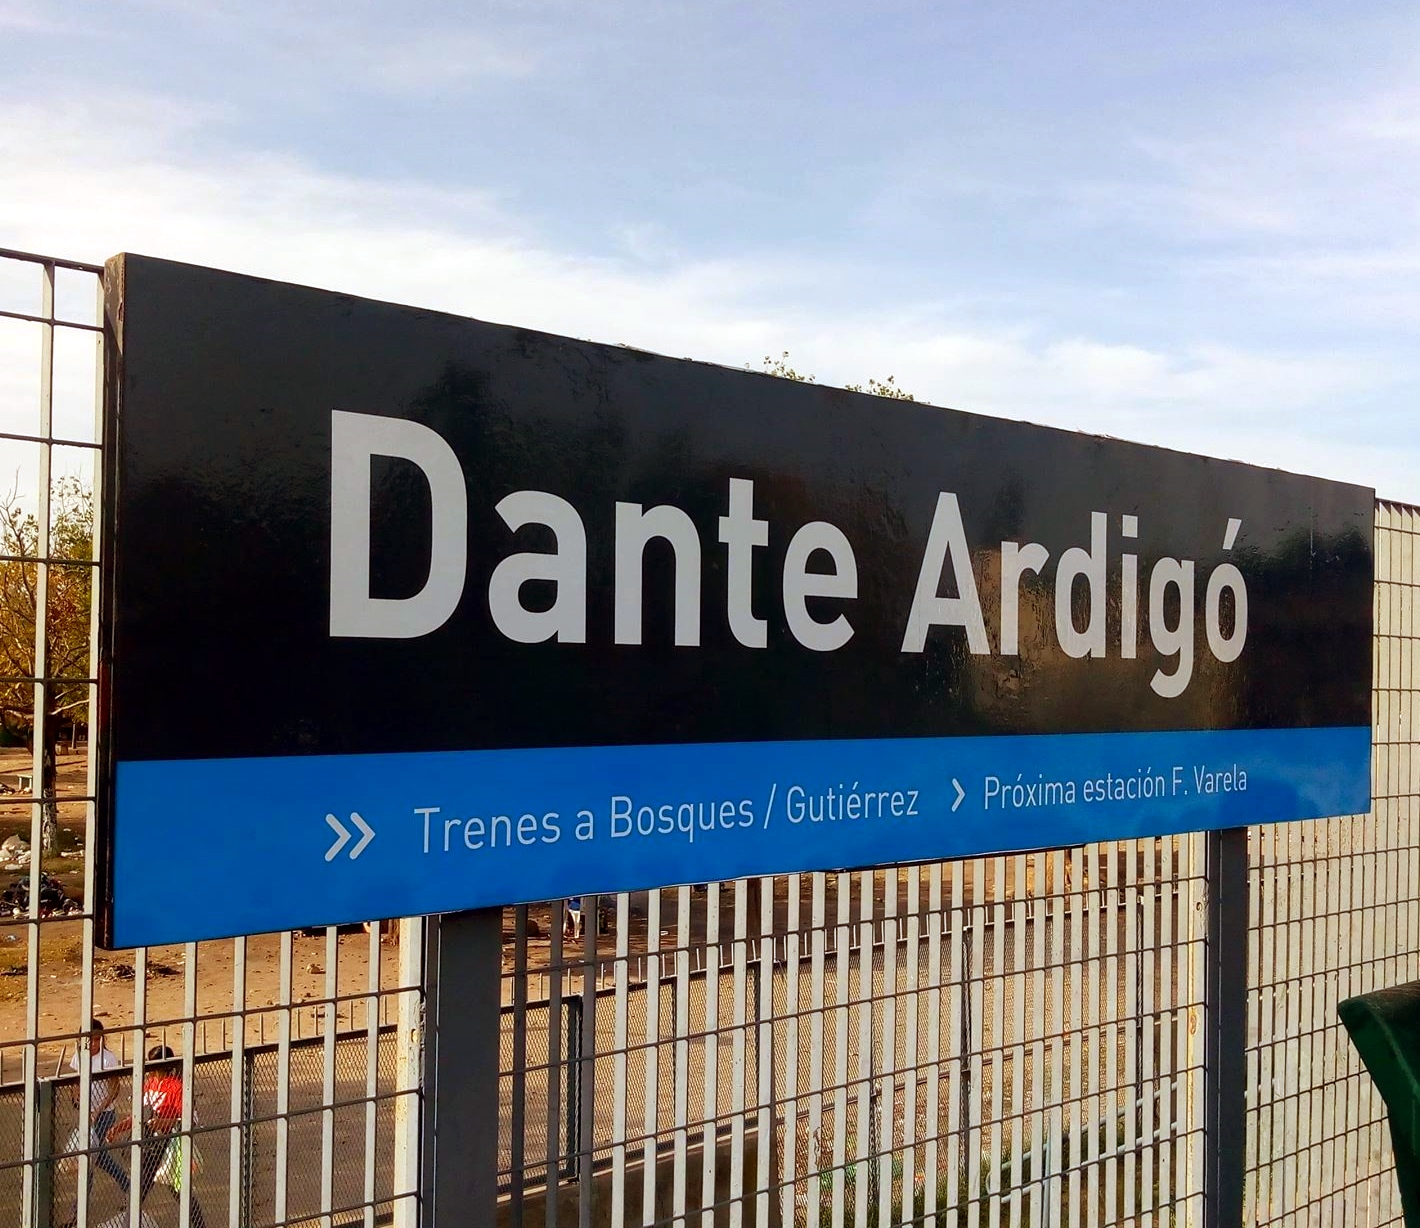 Dante Ardigó
» Trenes a Bosques / Gutiérrez › Próxima estación F. Varela